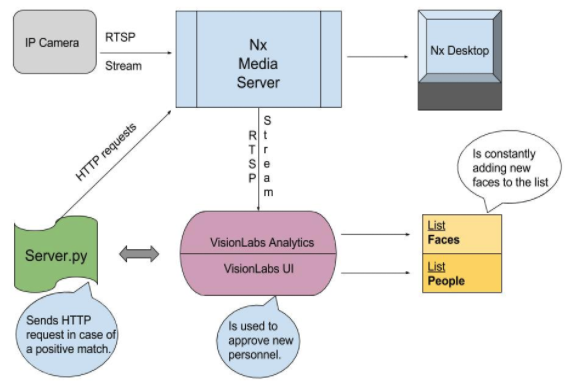 IP Camera
RTSP
Stream
Nx
Media
Server
Nx Desktop
HTTP requests
RTSP
Stream
Is constantly
adding new
faces to the list
Server.py
VisionLabs Analytics
VisionLabs UI
List
Faces
List
People
Sends HTTP
request in case of
a positive match.
Is used to
approve new
personnel.